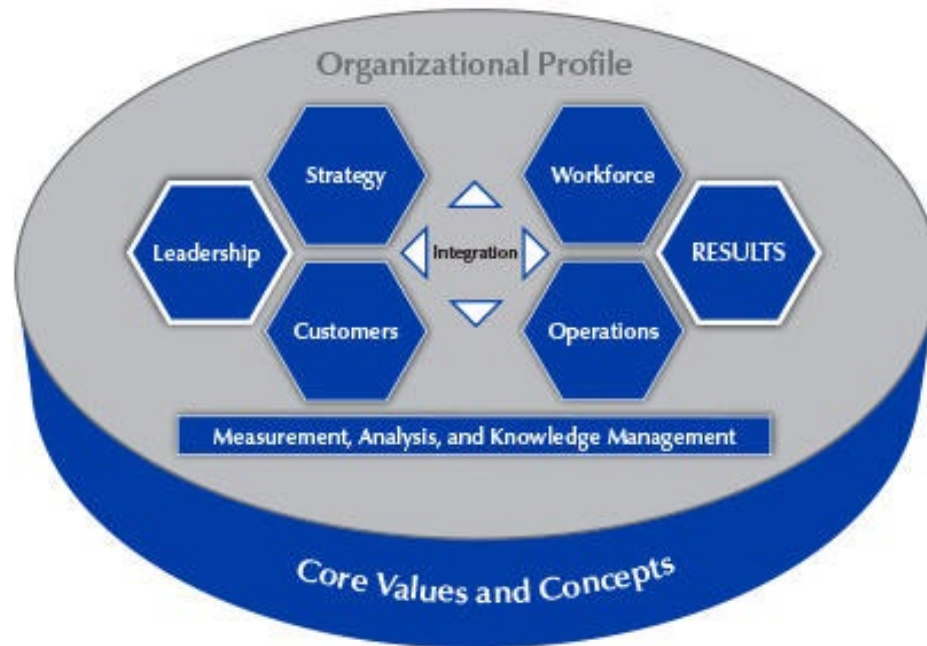 Organizational Profile
Strategy
Workforce
Leadership
Integration
RESULTS
Customers
Operations
Measurement, Analysis, and Knowledge Management
Core Values and Concepts